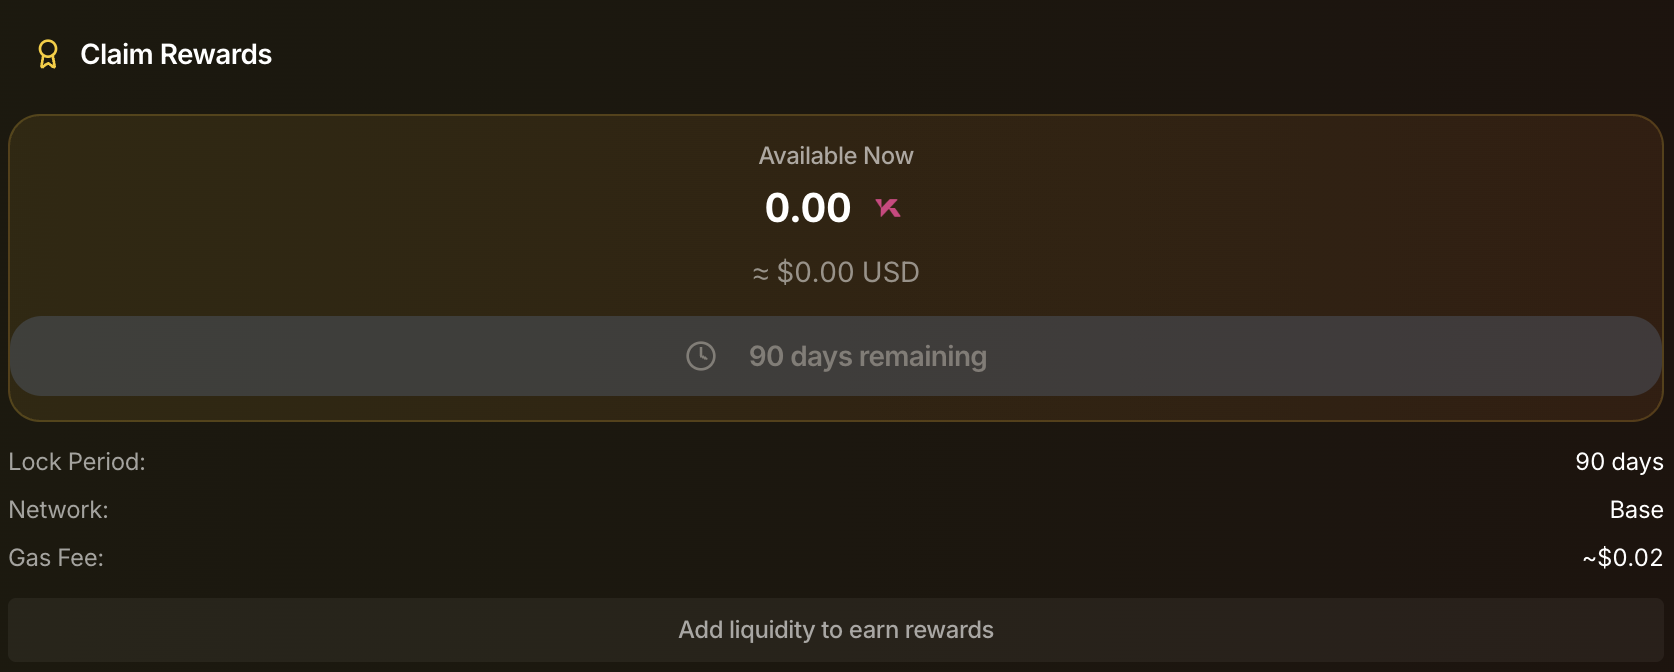 Claim Rewards
Available Now
0.00
≈ $0.00 USD
90 days remaining
Lock Period: 90 days
Network: Base
Gas Fee: ~$0.02
Add liquidity to earn rewards